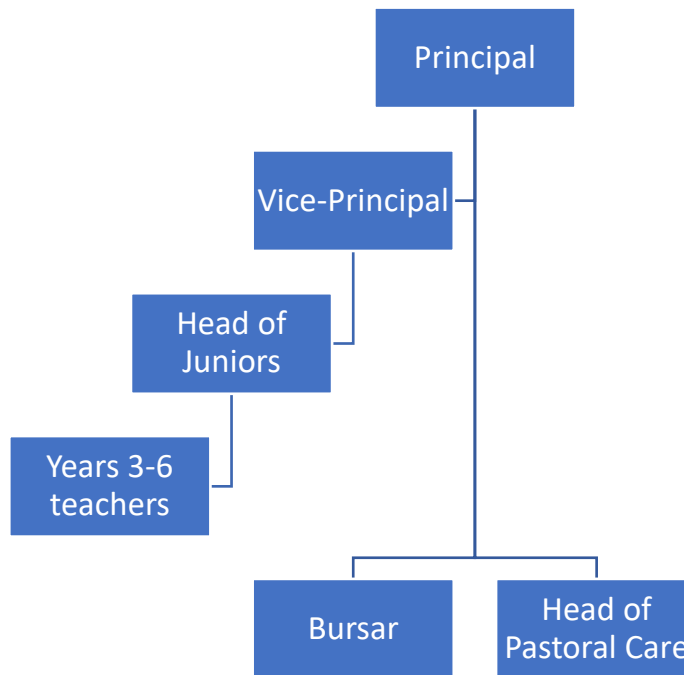 Principal
Vice-Principal
Head of
Juniors
Years 3-6
teachers
Bursar
Head of
Pastoral Care